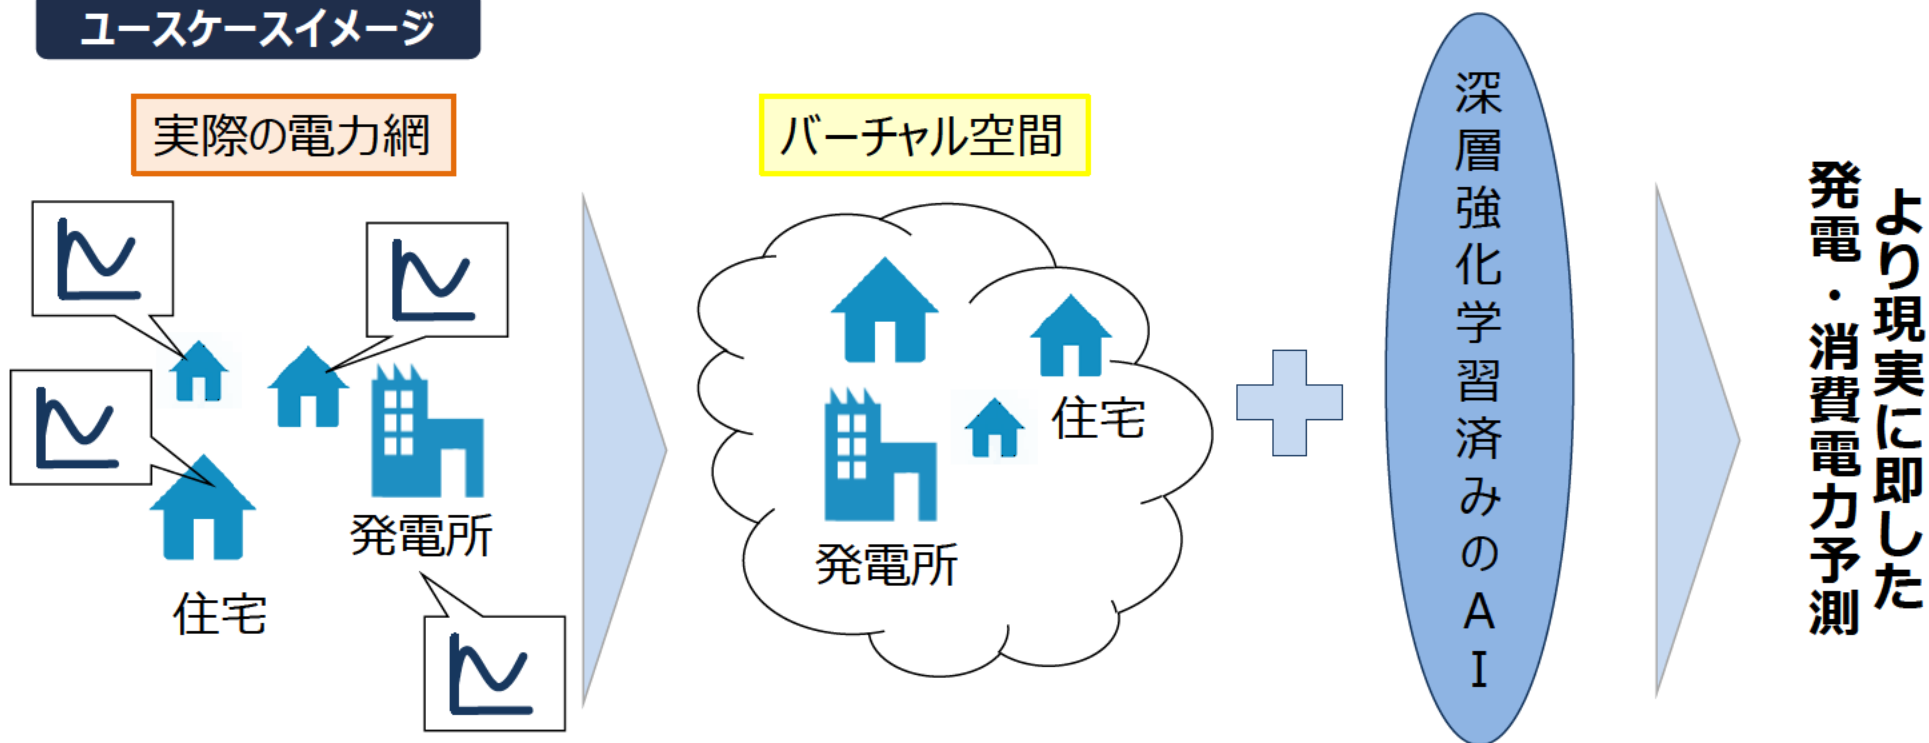 ユースケースイメージ
実際の電力網
発電所
住宅
バーチャル空間
住宅
発電所
深層強化学習済みのAI
より現実に即した
発電・消費電力予測